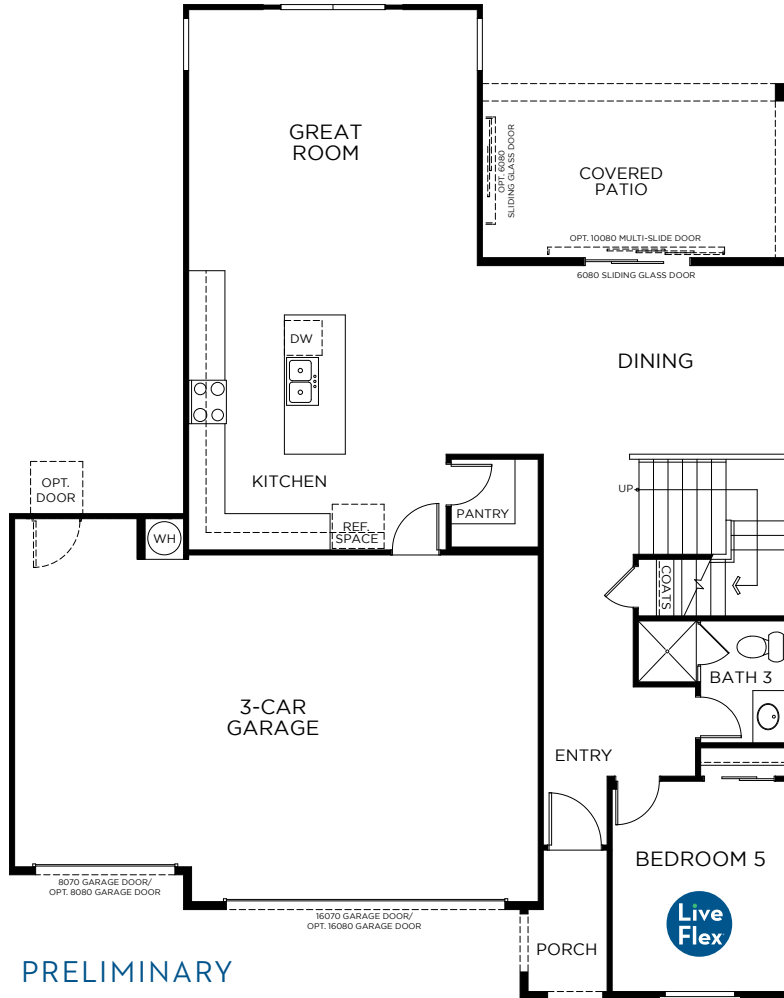 GREAT
ROOM
OPT. 6080
SLIDING GLASS DOOR
COVERED
PATIO
OPT. 10080 MULTI-SLIDE DOOR
6080 SLIDING GLASS DOOR
DW
DINING
OPT.
DOOR
KITCHEN
UP
WH
REF.
SPACE
PANTRY
COATS
BATH 3
3-CAR
GARAGE
ENTRY
8070 GARAGE DOOR/
OPT. 8080 GARAGE DOOR
BEDROOM 5
16070 GARAGE DOOR/
OPT. 16080 GARAGE DOOR
Live
Flex
PORCH
PRELIMINARY